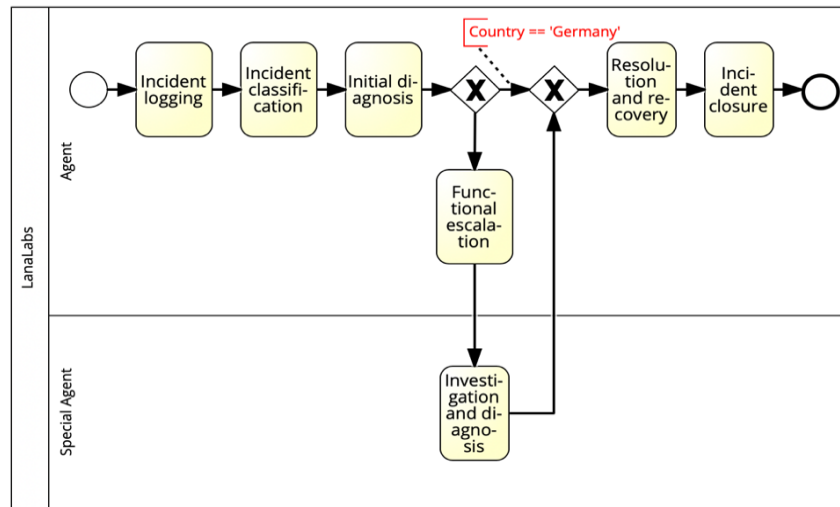 LanaLabs
Agent
Incident
logging
Incident
classifi-
cation
Initial di-
agnosis
X
Country == 'Germany'
X
Resolu-
tion
and re-
covery
Inci-
dent
closure
Func-
tional
escala-
tion
Special Agent
Investi-
gation
and di-
agno-
sis